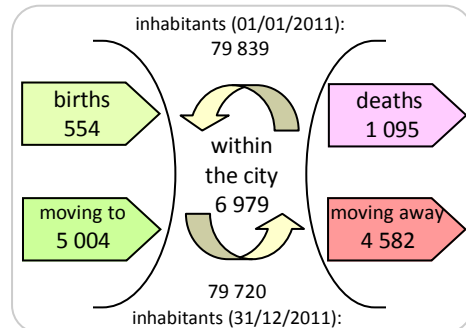 inhabitants (01/01/2011):
79 839
births
554
deaths
1 095
within
the city
6 979
moving to
5 004
moving away
4 582
79 720
inhabitants (31/12/2011):